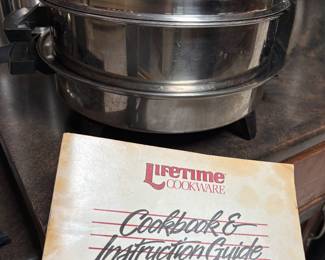 LIFETIME
COOKWARE
Cookbook &
Instruction Guide